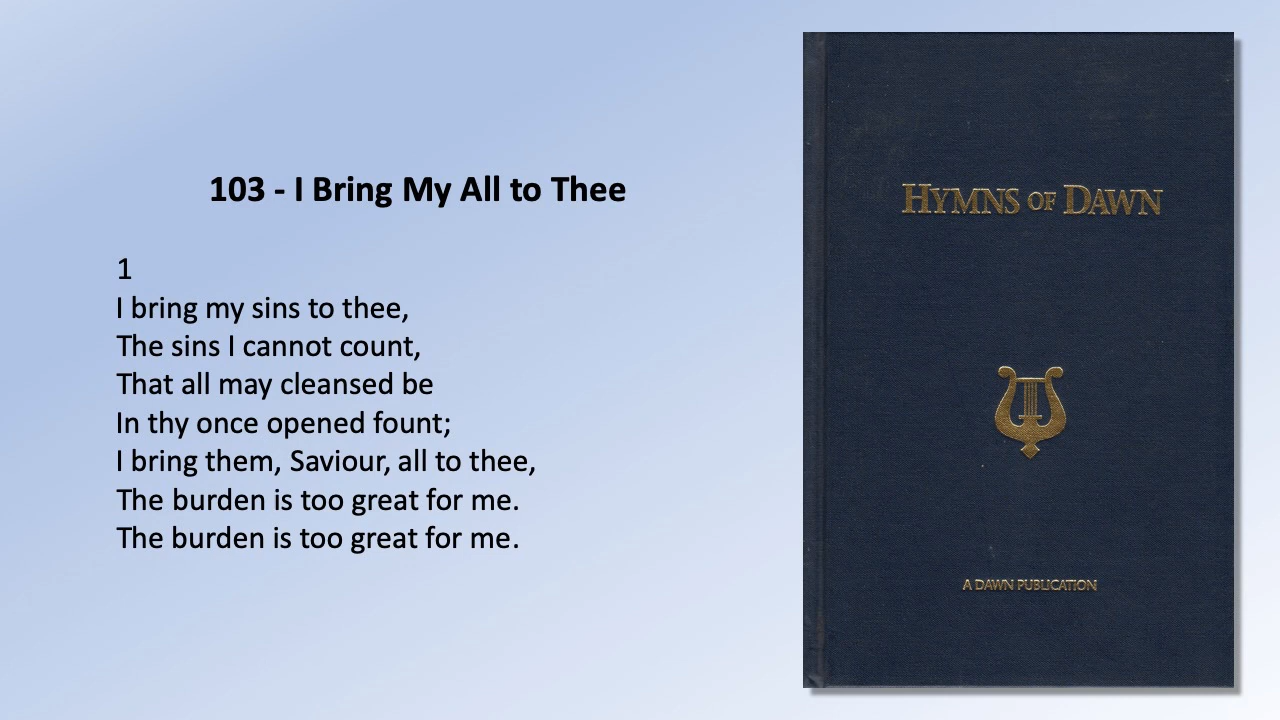 103 - I Bring My All to Thee
1
I bring my sins to thee,
The sins I cannot count,
That all may cleansed be
In thy once opened fount;
I bring them, Saviour, all to thee,
The burden is too great for me.
The burden is too great for me.
HYMNS OF DAWN
A DAWN PUBLICATION